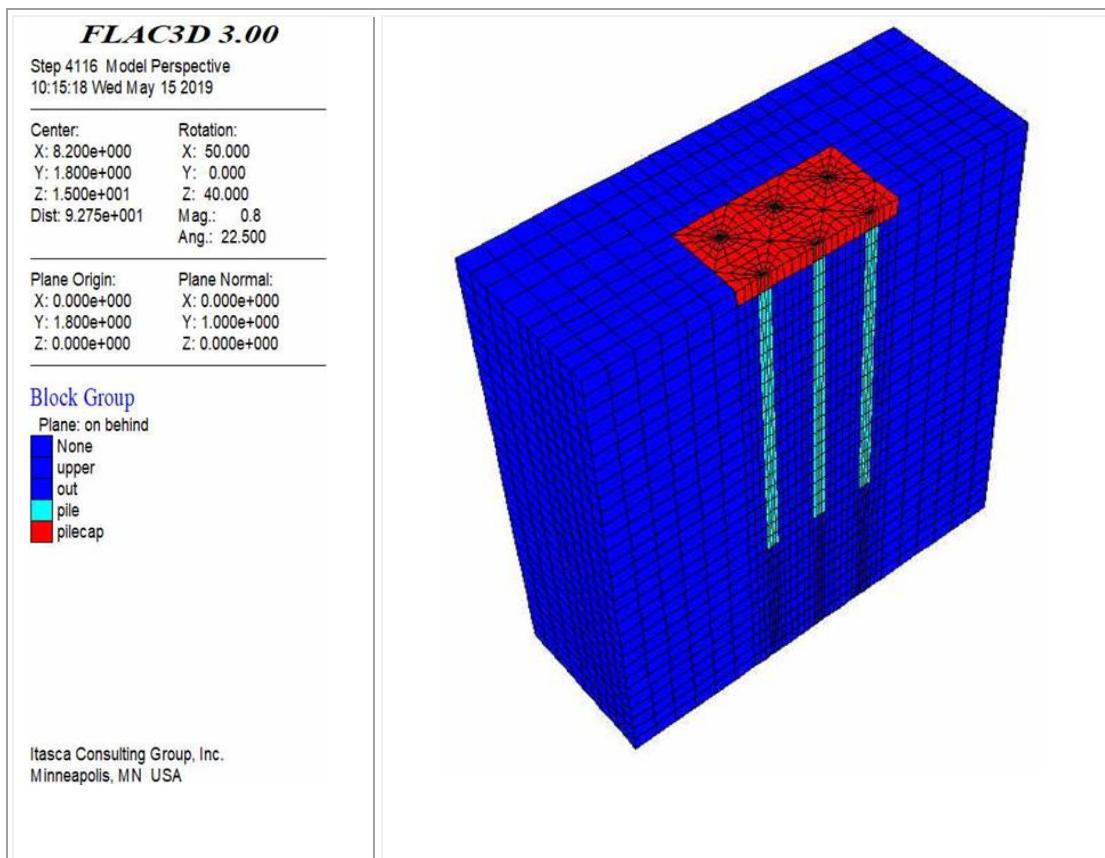 FLAC3D 3.00
Step 4116 Model Perspective
10:15:18 Wed May 15 2019
Center: Rotation:
X: 8.200e+000 X: 50.000
Y: 1.800e+000 Y: 0.000
Z: 1.500e+001 Z: 40.000
Dist: 9.275e+001 Mag.: 0.8
Ang.: 22.500
Plane Origin: Plane Normal:
X: 0.000e+000 X: 0.000e+000
Y: 1.800e+000 Y: 1.000e+000
Z: 0.000e+000 Z: 0.000e+000
Block Group
Plane: on behind
None
upper
out
pile
pilecap
Itasca Consulting Group, Inc.
Minneapolis, MN USA